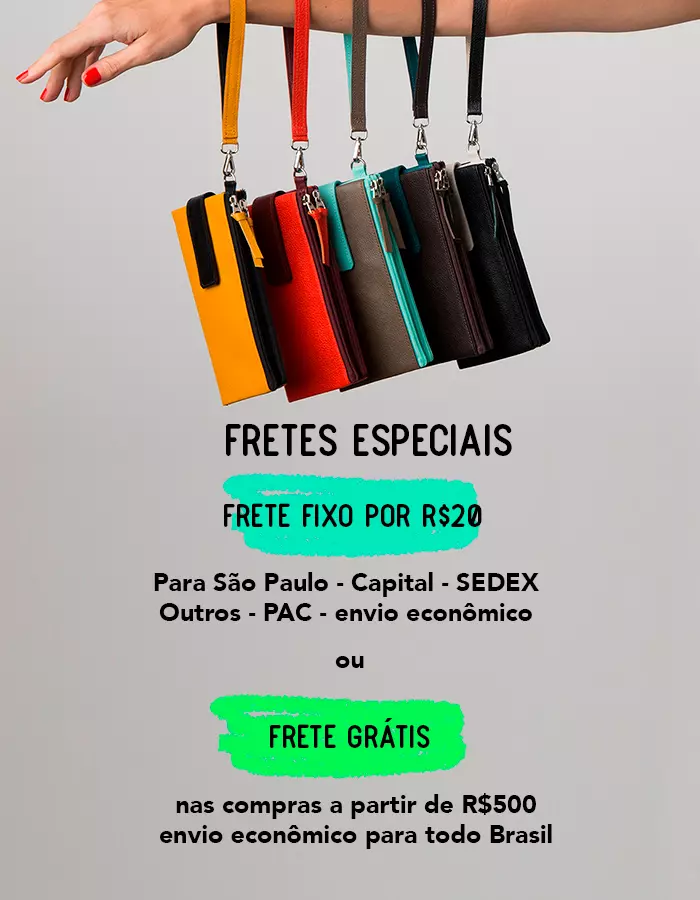 FRETES ESPECIAIS
FRETE FIXO POR R$20
Para São Paulo - Capital - SEDEX
Outros - PAC - envio econômico
ou
FRETE GRÁTIS
nas compras a partir de R$500
envio econômico para todo Brasil